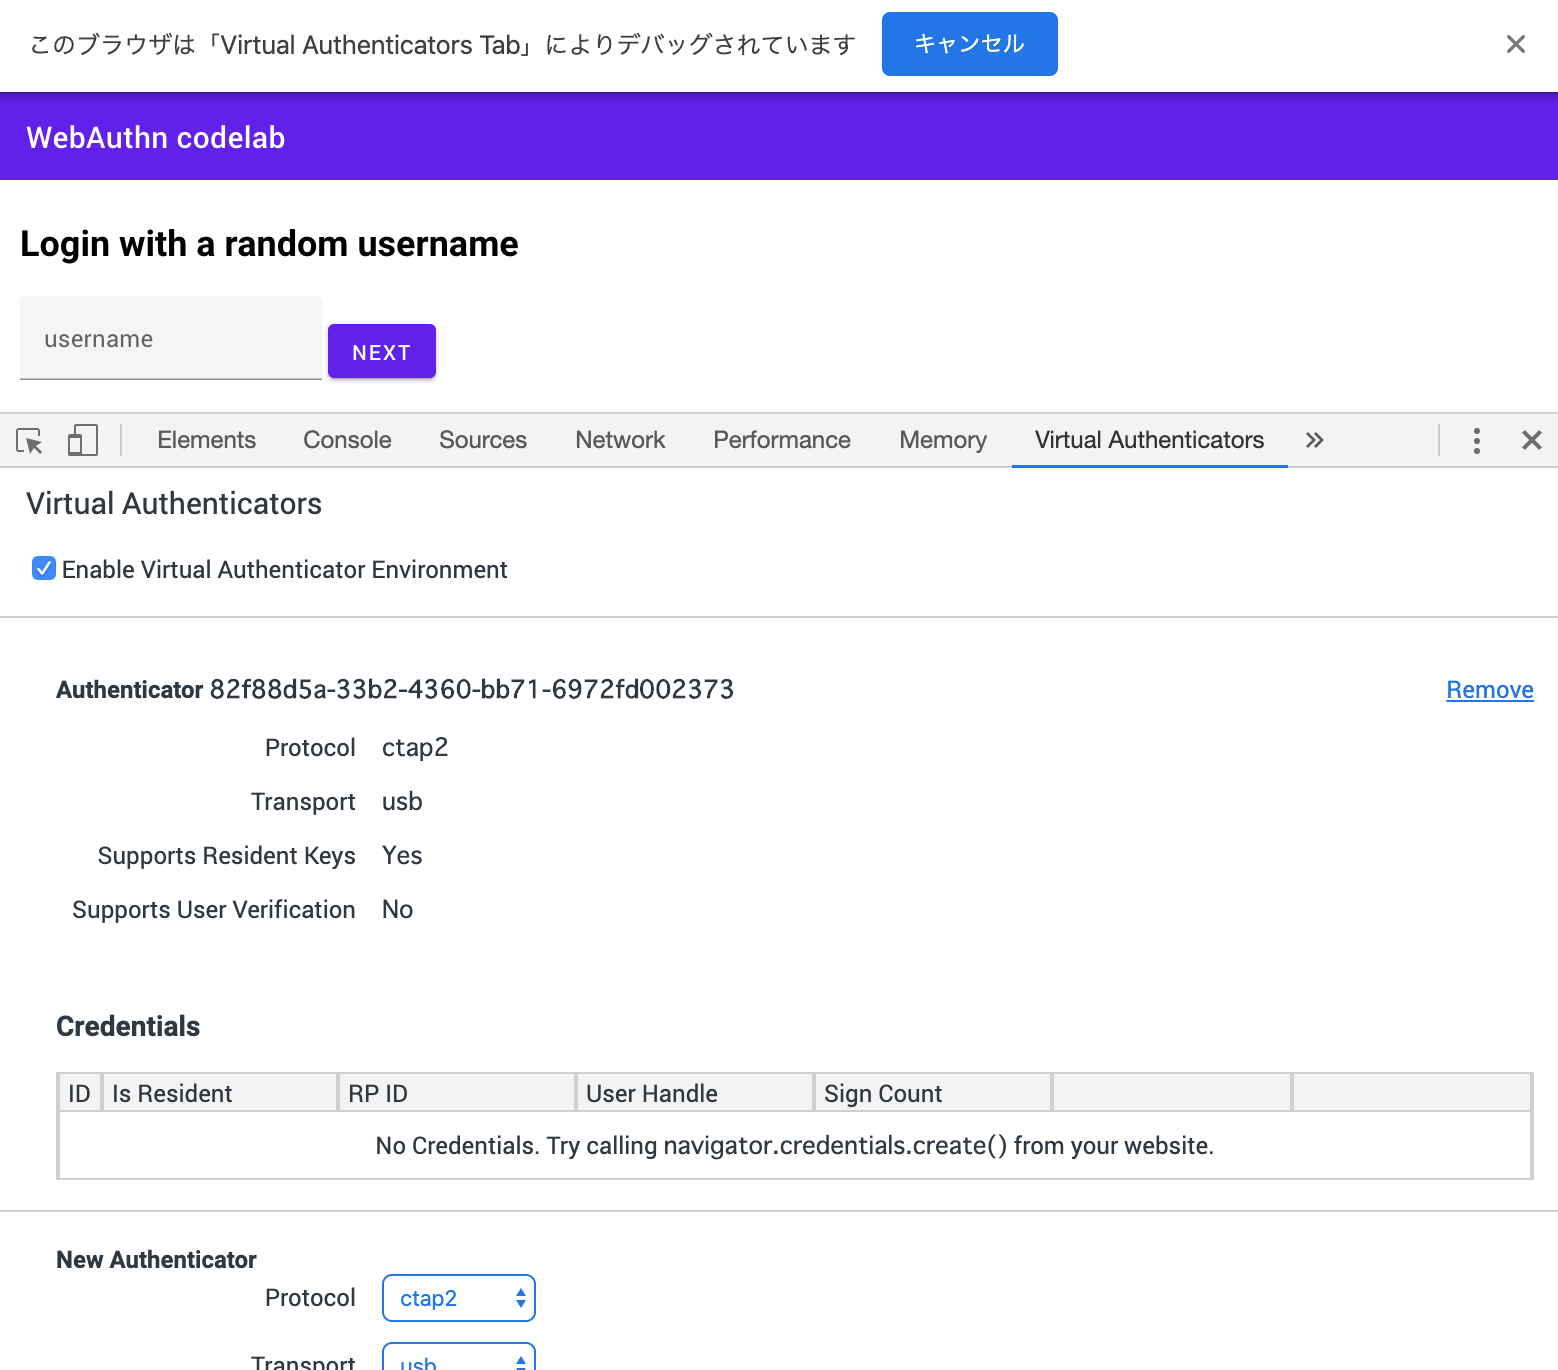 このブラウザは「Virtual Authenticators Tab」によりデバッグされています キャンセル
WebAuthn codelab
Login with a random username
username NEXT
Elements Console Sources Network Performance Memory Virtual Authenticators
Virtual Authenticators
Enable Virtual Authenticator Environment
Authenticator 82f88d5a-33b2-4360-bb71-6972fd002373 Remove
Protocol ctap2
Transport usb
Supports Resident Keys Yes
Supports User Verification No
Credentials
ID Is Resident RP ID User Handle Sign Count
No Credentials. Try calling navigator.credentials.create() from your website.
New Authenticator
Protocol ctap2
Transport usb